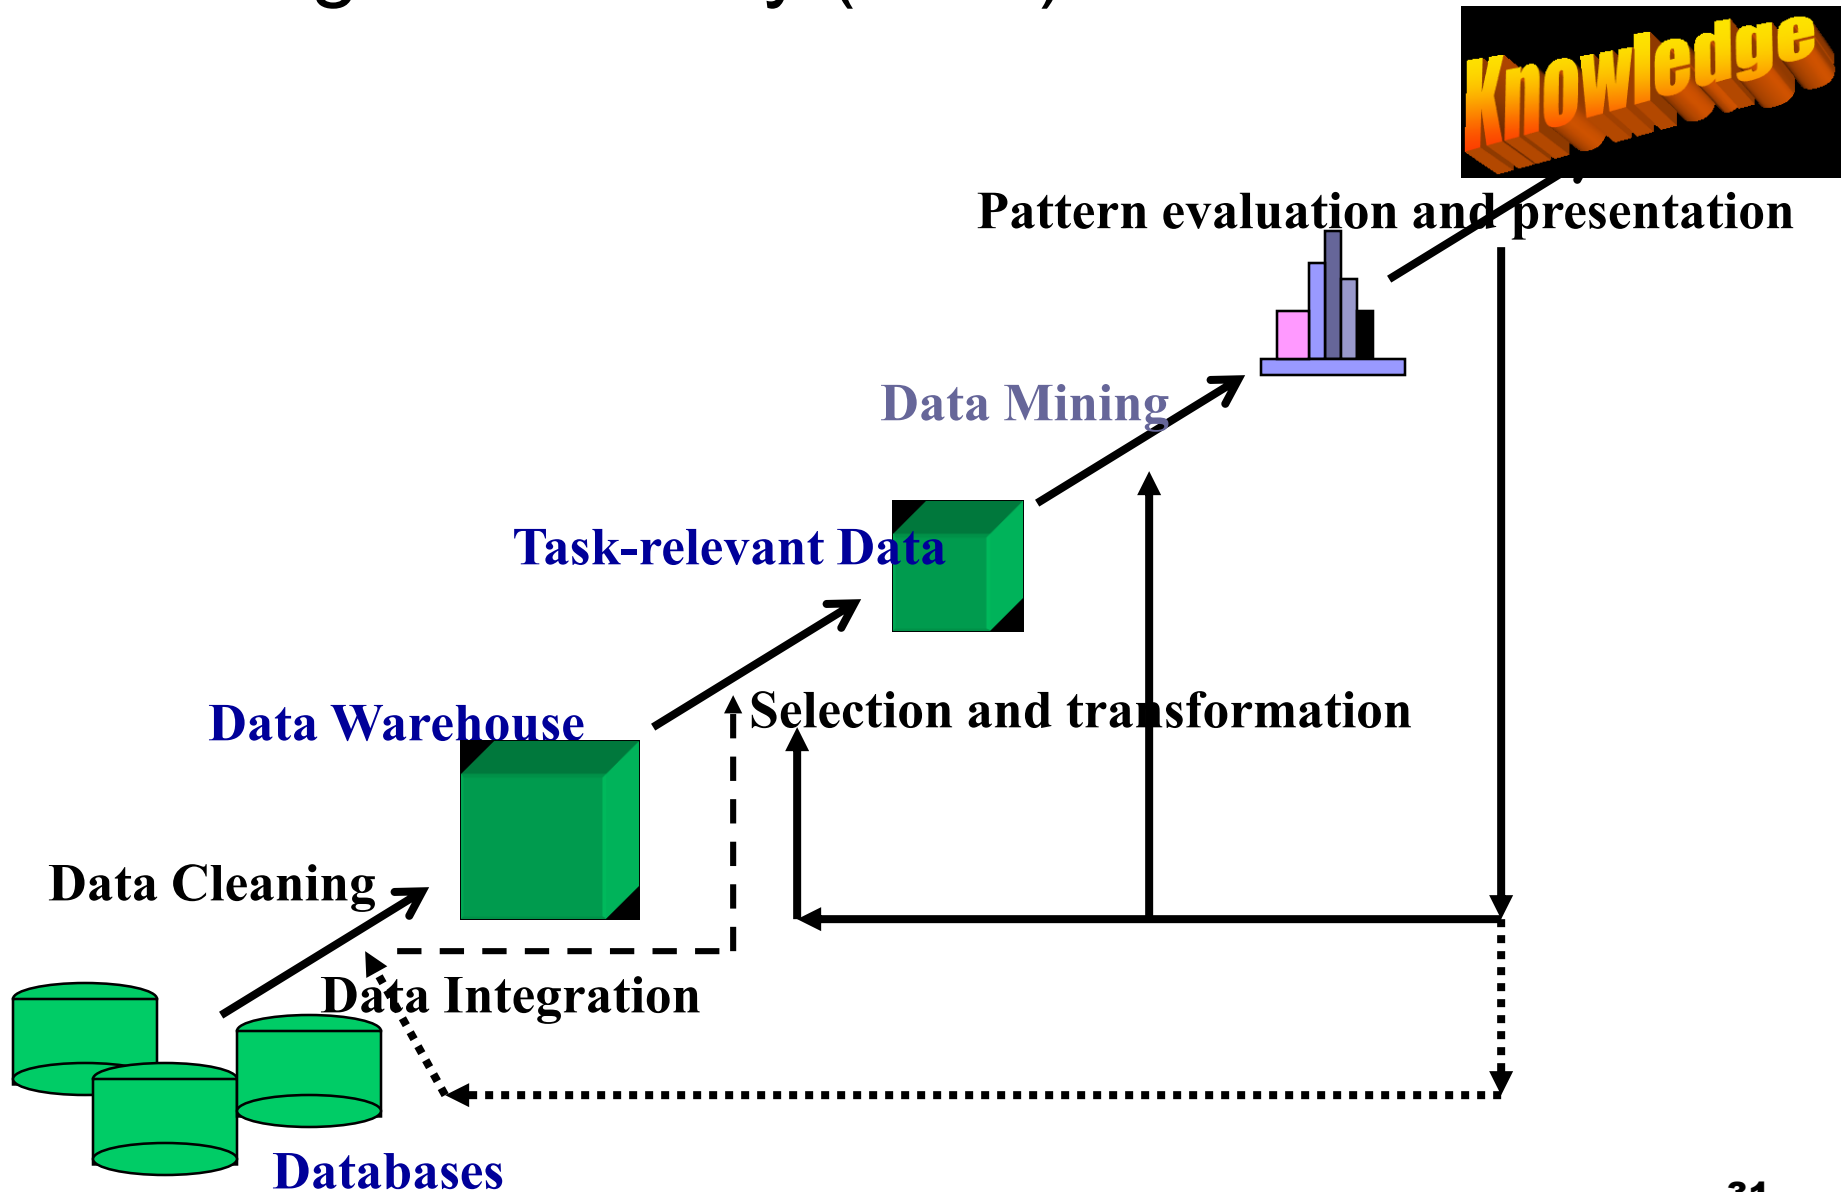 Knowledge
Pattern evaluation and presentation
Data Mining
Task-relevant Data
Selection and transformation
Data Warehouse
Data Cleaning
Data Integration
Databases
31